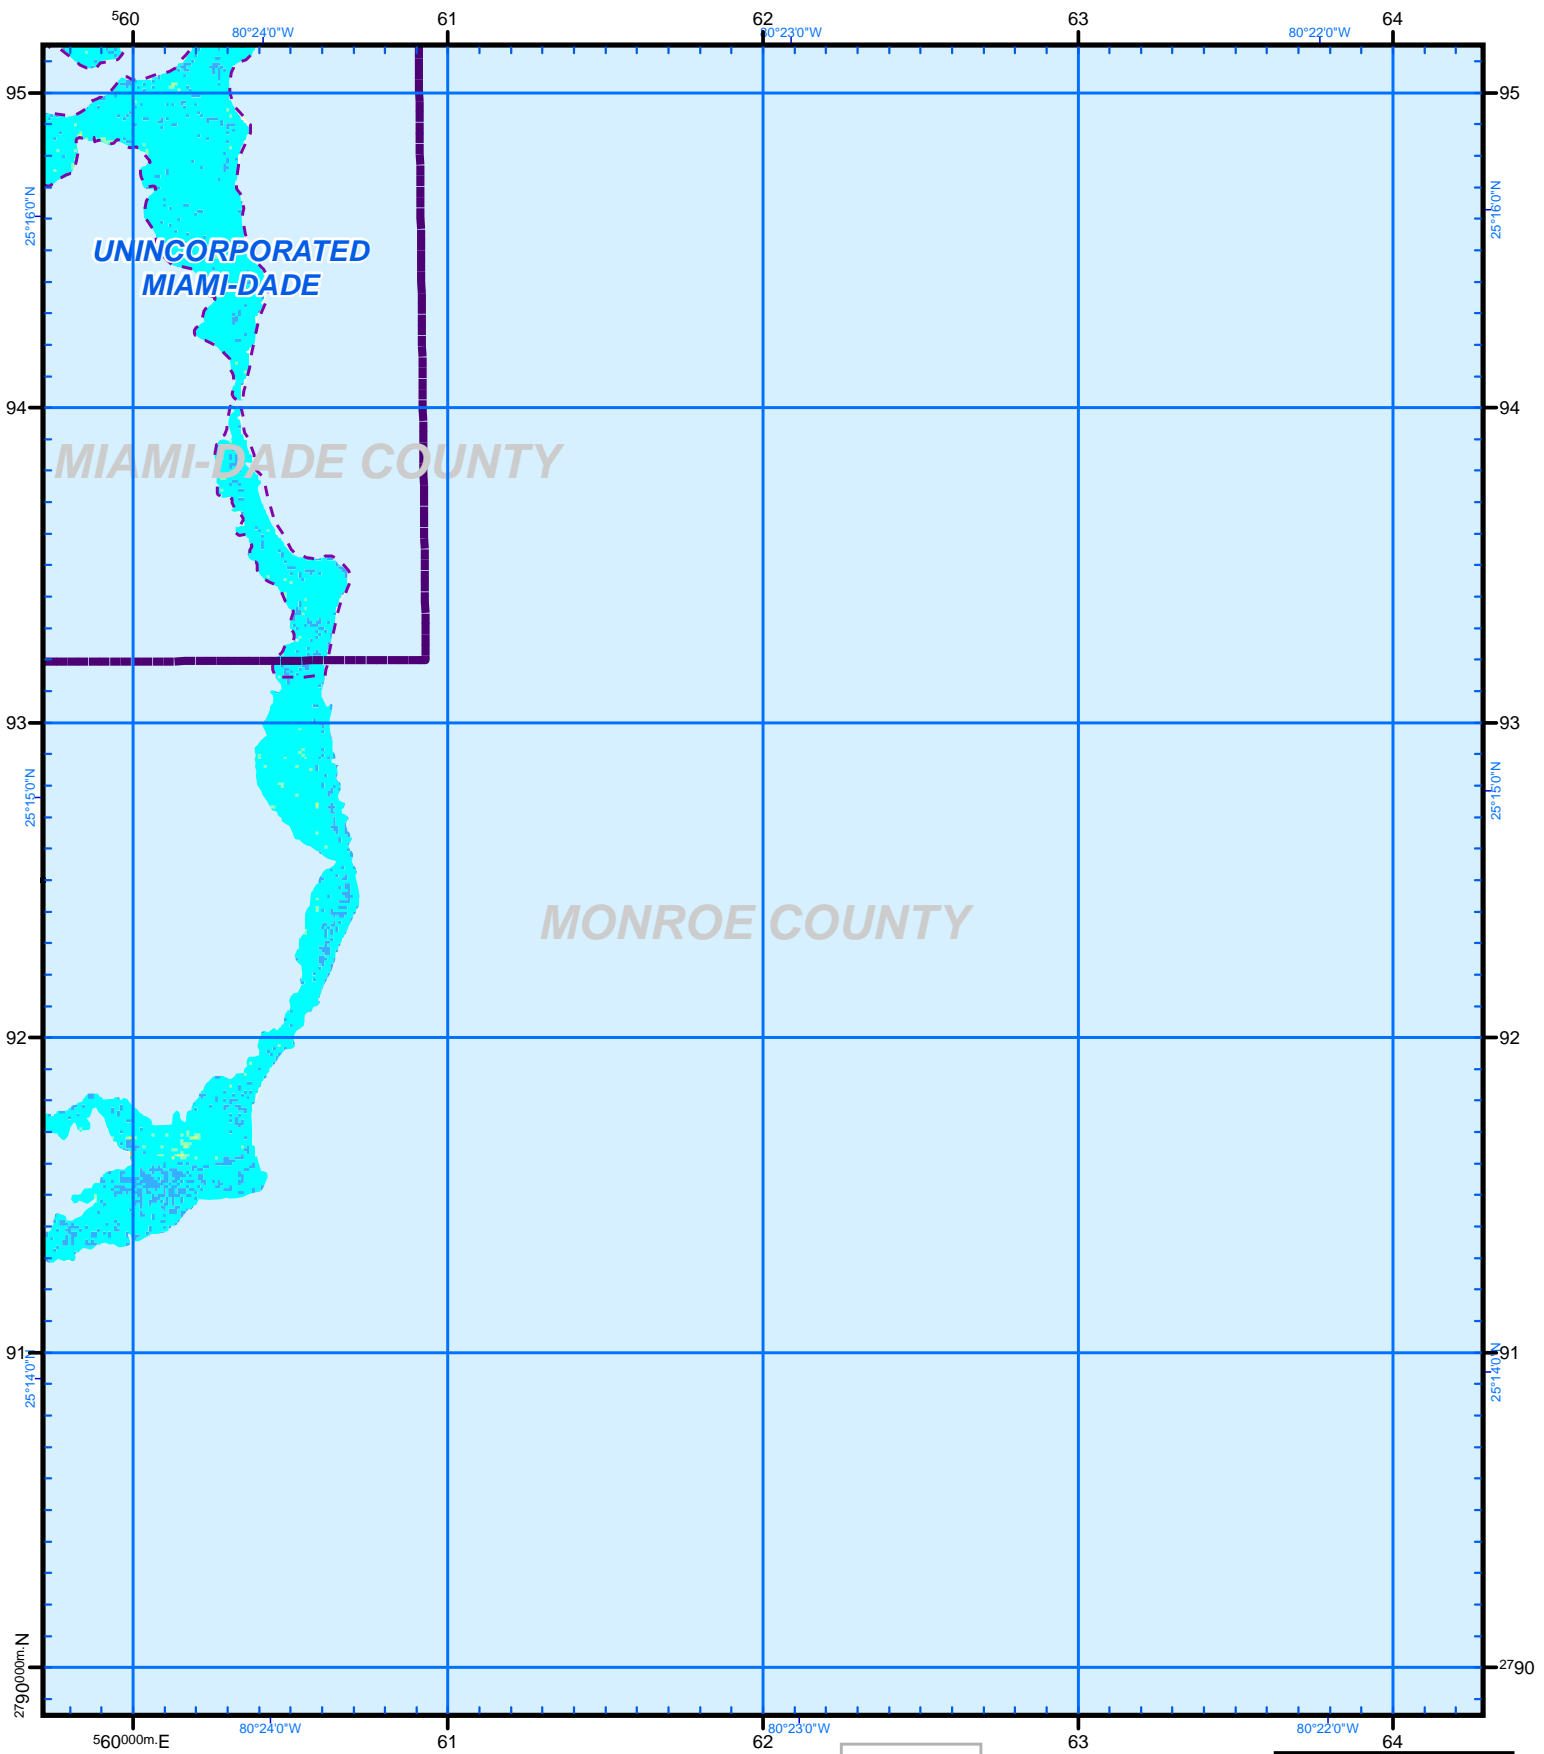 560 61 62 63 64
80°24'0"W 80°23'0"W 80°22'0"W
95 95
25°16'0"N 25°16'0"N
UNINCORPORATED
MIAMI-DADE
94 94
MIAMI-DADE COUNTY
93 93
25°15'0"N 25°15'0"N
MONROE COUNTY
92 92
91 91
25°14'0"N 25°14'0"N
2790000m.N 2790
80°24'0"W 80°23'0"W 80°22'0"W
560000m.E 61 62 63 64